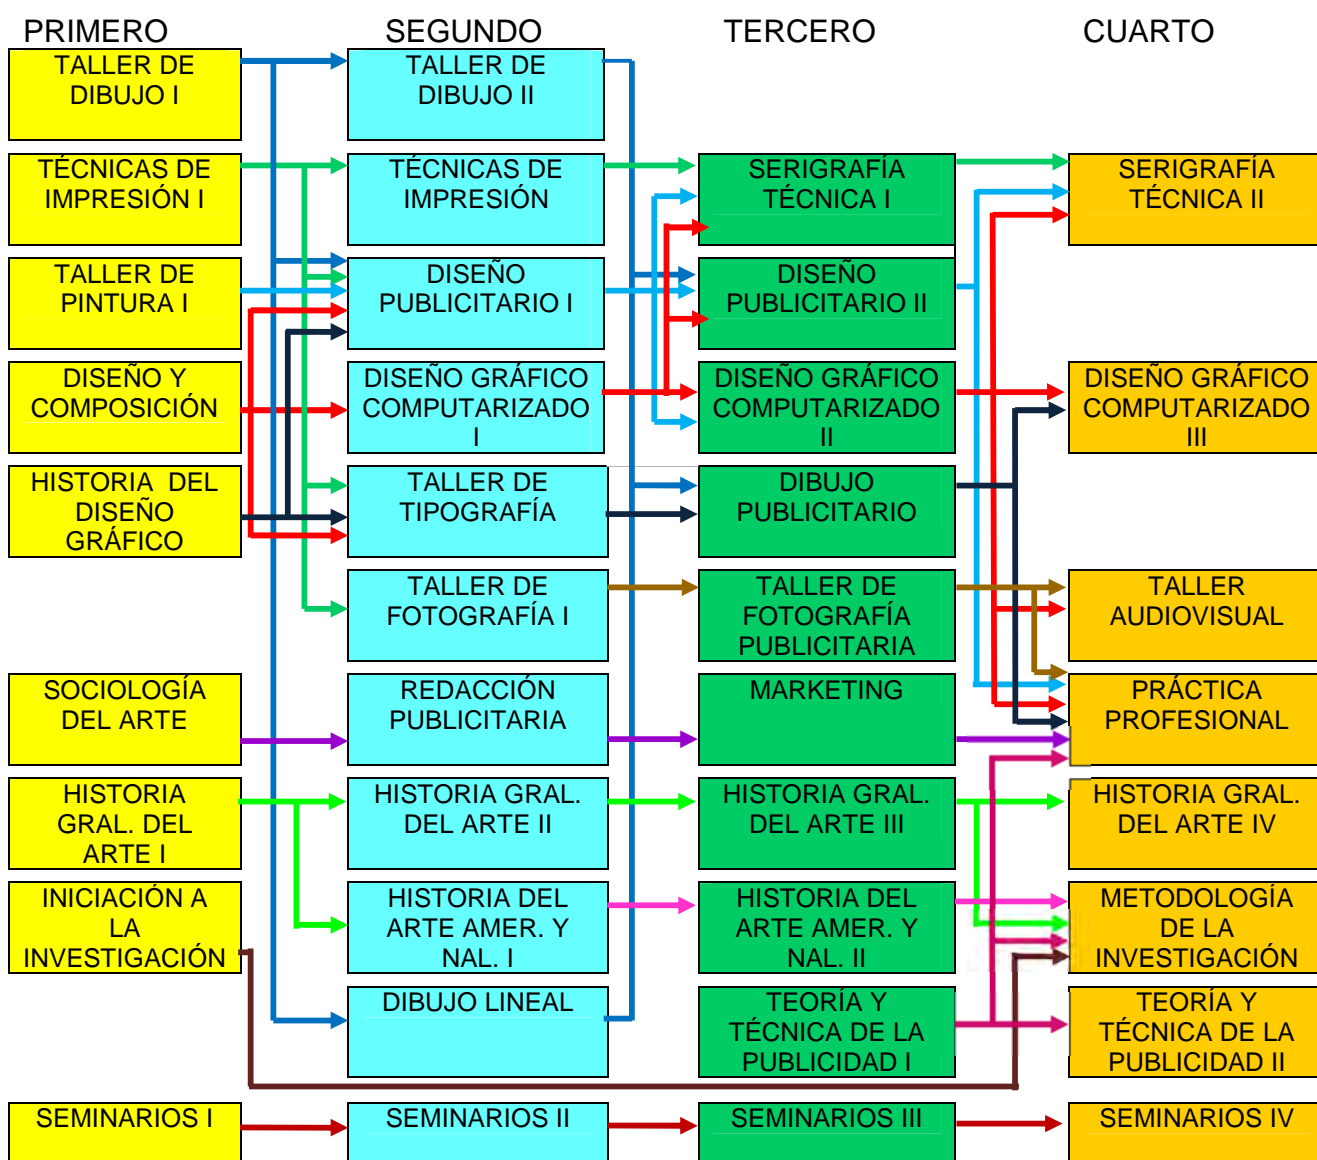 PRIMERO
SEGUNDO
TERCERO
CUARTO
TALLER DE
DIBUJO I
TALLER DE
DIBUJO II
TÉCNICAS DE
IMPRESIÓN I
TÉCNICAS DE
IMPRESIÓN
SERIGRAFÍA
TÉCNICA I
SERIGRAFÍA
TÉCNICA II
TALLER DE
PINTURA I
DISEÑO
PUBLICITARIO I
DISEÑO
PUBLICITARIO II
DISEÑO Y
COMPOSICIÓN
DISEÑO GRÁFICO
COMPUTARIZADO
I
DISEÑO GRÁFICO
COMPUTARIZADO
II
DISEÑO GRÁFICO
COMPUTARIZADO
III
HISTORIA DEL
DISEÑO
GRÁFICO
TALLER DE
TIPOGRAFÍA
DIBUJO
PUBLICITARIO
TALLER DE
FOTOGRAFÍA I
TALLER DE
FOTOGRAFÍA
PUBLICITARIA
TALLER
AUDIOVISUAL
SOCIOLOGÍA
DEL ARTE
REDACCIÓN
PUBLICITARIA
MARKETING
PRÁCTICA
PROFESIONAL
HISTORIA
GRAL. DEL
ARTE I
HISTORIA GRAL.
DEL ARTE II
HISTORIA GRAL.
DEL ARTE III
HISTORIA GRAL.
DEL ARTE IV
INICIACIÓN A
LA
INVESTIGACIÓN
HISTORIA DEL
ARTE AMER. Y
NAL. I
HISTORIA DEL
ARTE AMER. Y
NAL. II
METODOLOGÍA
DE LA
INVESTIGACIÓN
DIBUJO LINEAL
TEORÍA Y
TÉCNICA DE LA
PUBLICIDAD I
TEORÍA Y
TÉCNICA DE LA
PUBLICIDAD II
SEMINARIOS I
SEMINARIOS II
SEMINARIOS III
SEMINARIOS IV